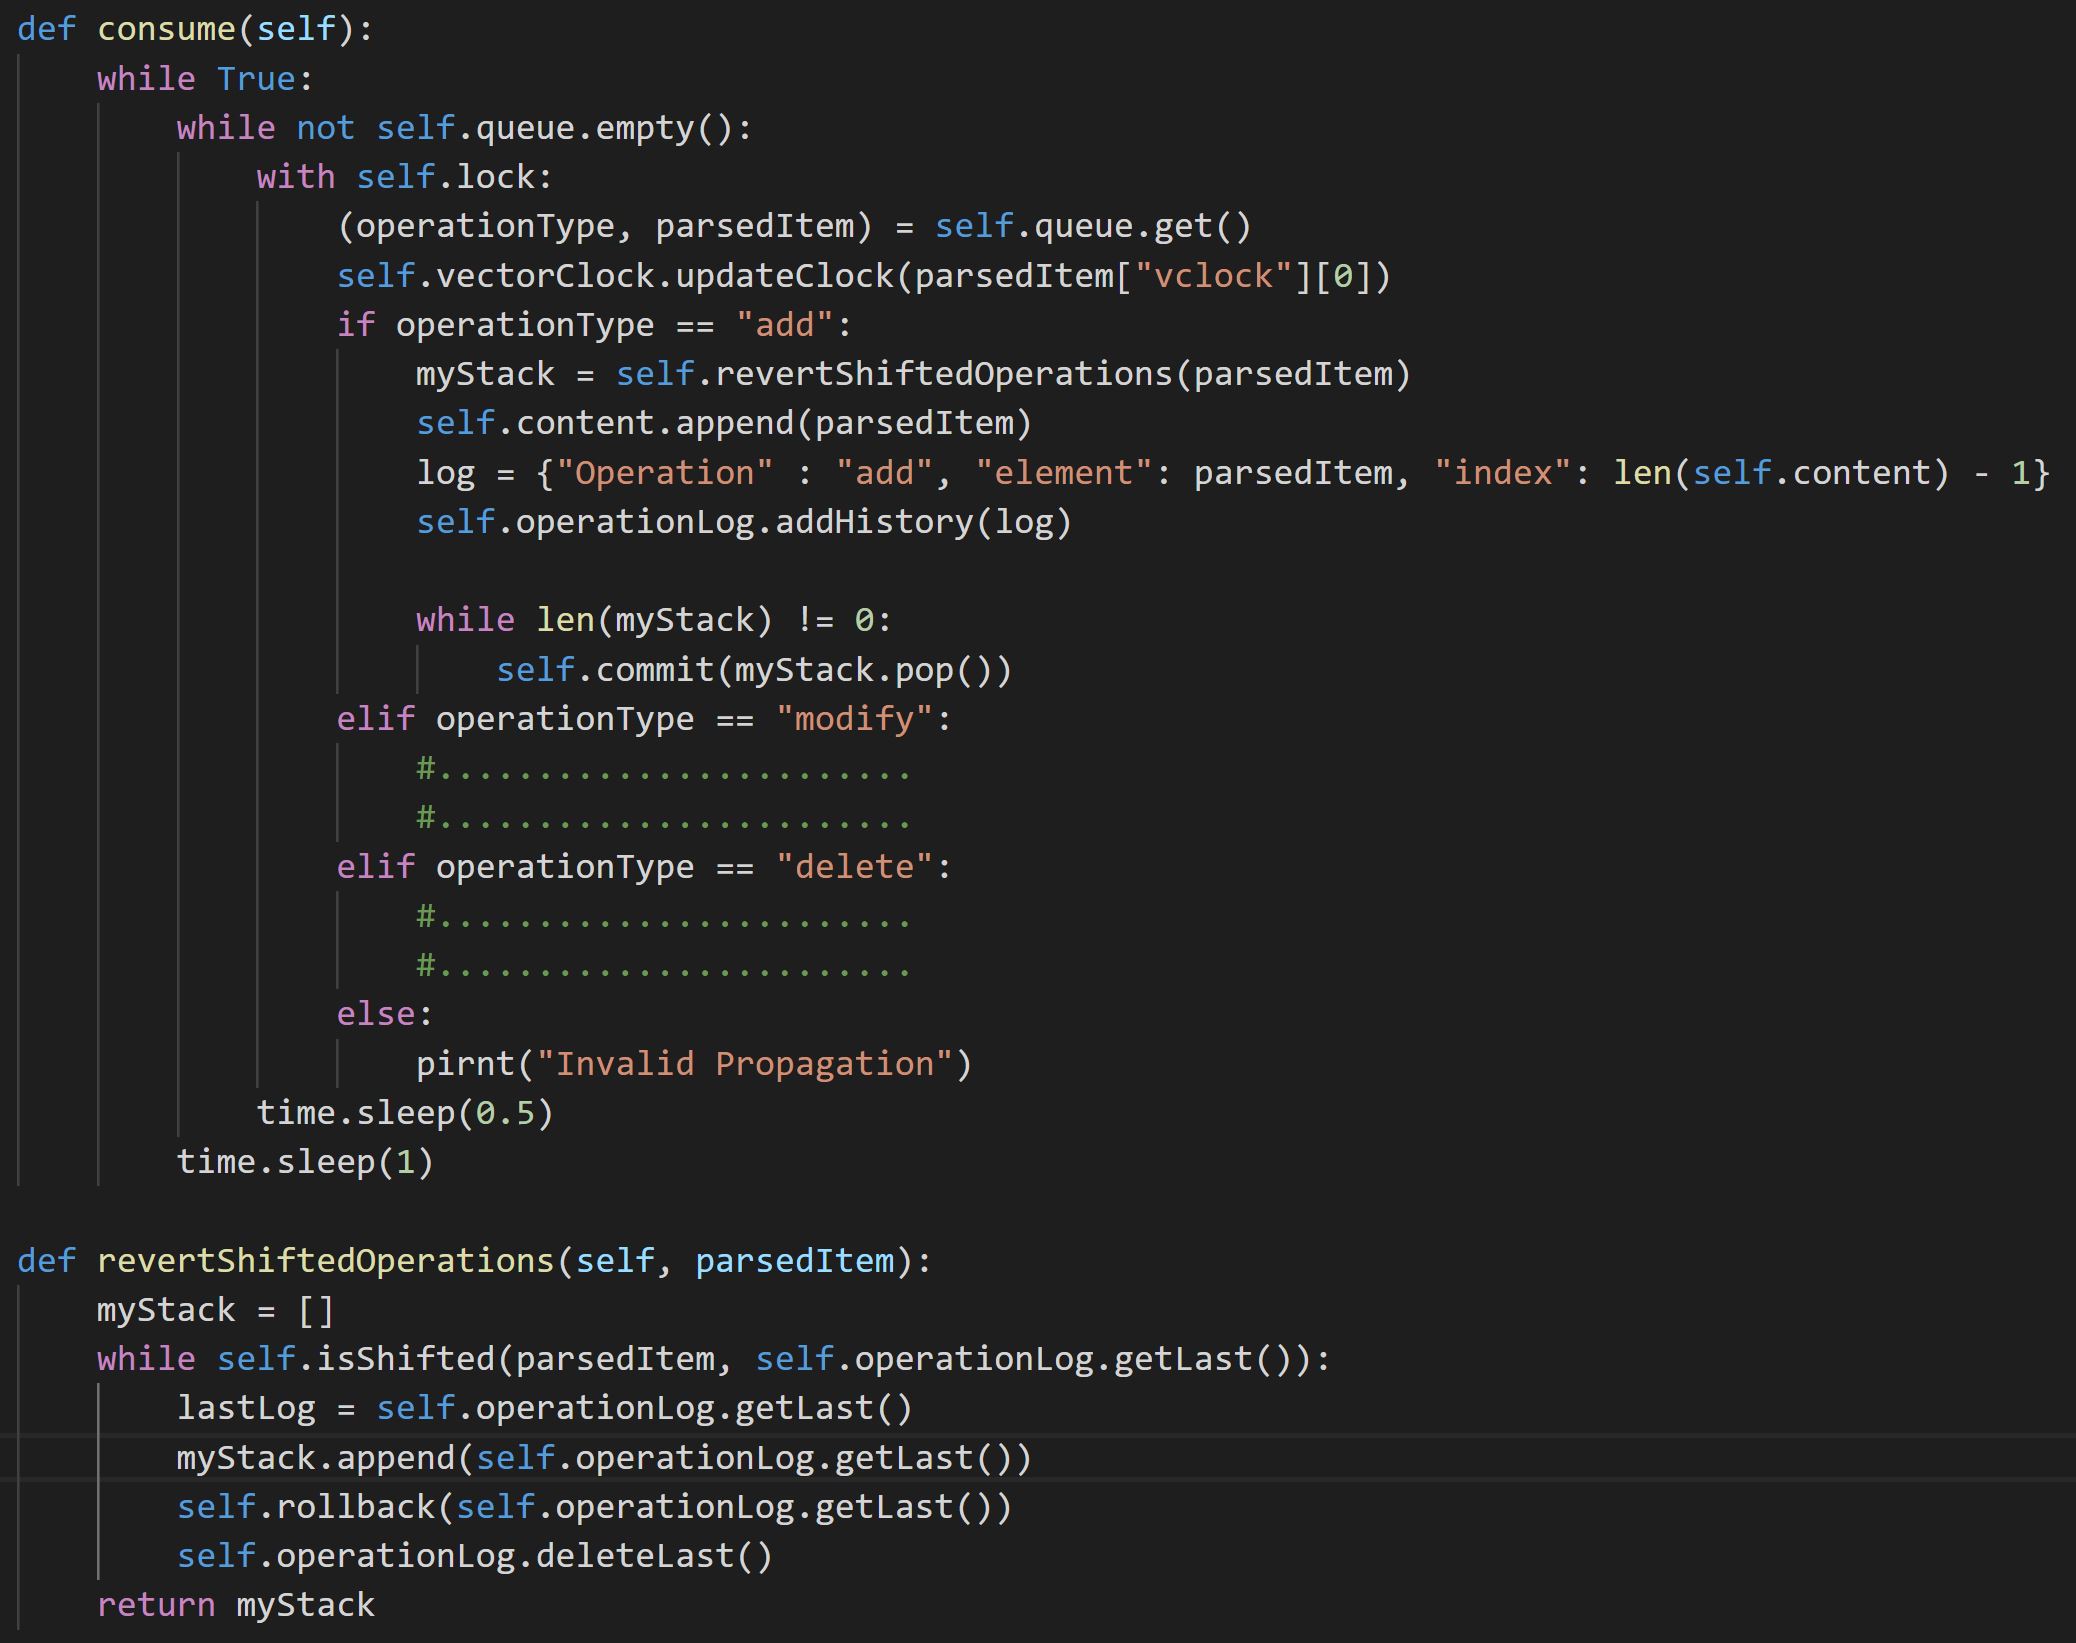 def consume(self):
    while True:
        while not self.queue.empty():
            with self.lock:
                (operationType, parsedItem) = self.queue.get()
                self.vectorClock.updateClock(parsedItem["vclock"][0])
                if operationType == "add":
                    myStack = self.revertShiftedOperations(parsedItem)
                    self.content.append(parsedItem)
                    log = {"Operation" : "add", "element": parsedItem, "index": len(self.content) - 1}
                    self.operationLog.addHistory(log)

                    while len(myStack) != 0:
                        self.commit(myStack.pop())
                elif operationType == "modify":
                    #........................
                    #........................
                elif operationType == "delete":
                    #........................
                    #........................
                else:
                    pirnt("Invalid Propagation")
            time.sleep(0.5)
        time.sleep(1)

def revertShiftedOperations(self, parsedItem):
    myStack = []
    while self.isShifted(parsedItem, self.operationLog.getLast()):
        lastLog = self.operationLog.getLast()
        myStack.append(self.operationLog.getLast())
        self.rollback(self.operationLog.getLast())
        self.operationLog.deleteLast()
    return myStack